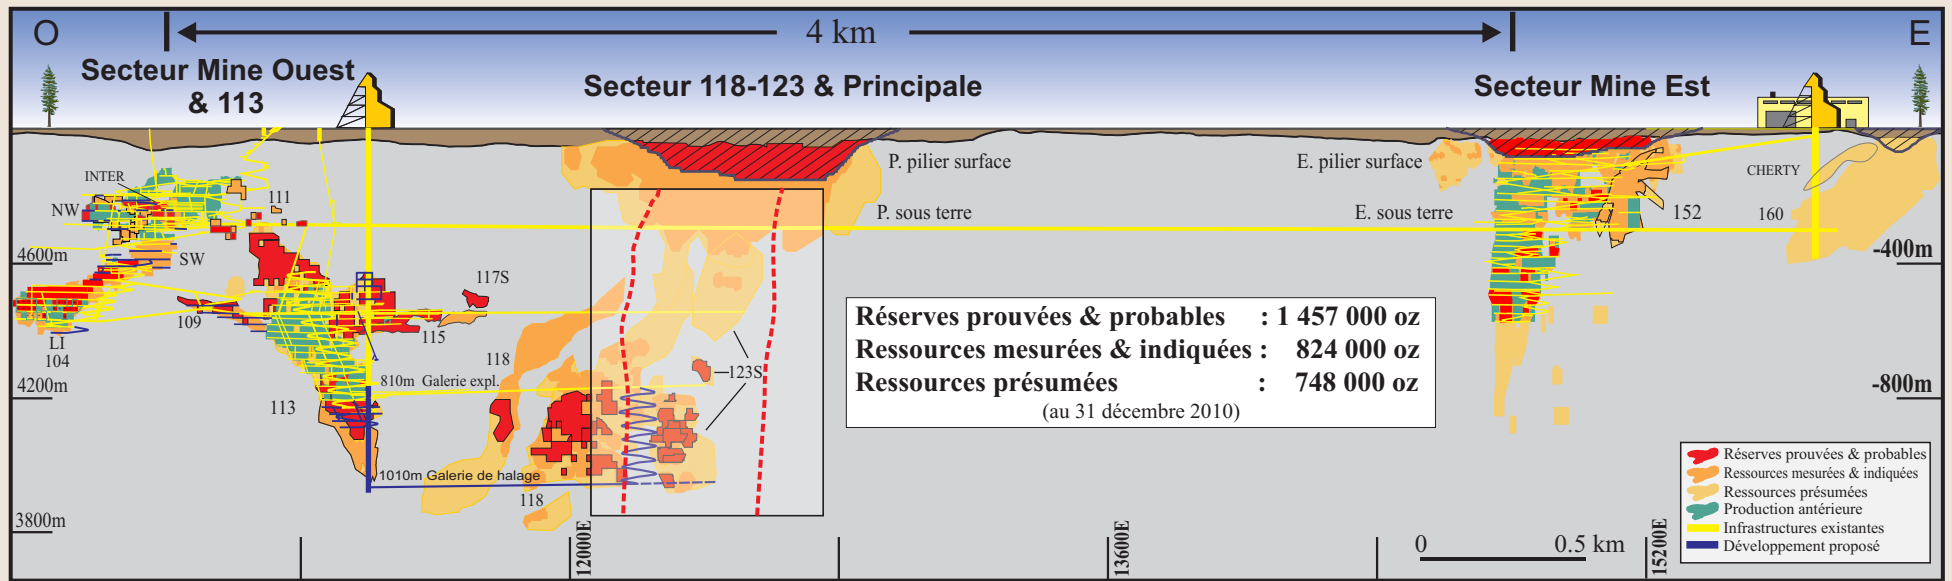 O
4 km
E
Secteur Mine Ouest
& 113
Secteur 118-123 & Principale
Secteur Mine Est
INTER
NW
111
SW
4600m
109
LI
104
117S
115
118
810m Galerie expl.
4200m
113
1010m Galerie de halage
118
3800m
123S
P. pilier surface
P. sous terre
E. pilier surface
E. sous terre
152
CHERTY
160
-400m
-800m
Réserves prouvées & probables : 1 457 000 oz
Ressources mesurées & indiquées : 824 000 oz
Ressources présumées : 748 000 oz
(au 31 décembre 2010)
Réserves prouvées & probables
Ressources mesurées & indiquées
Ressources présumées
Production antérieure
Infrastructures existantes
Développement proposé
12000E
13600E
15200E
0 0.5 km